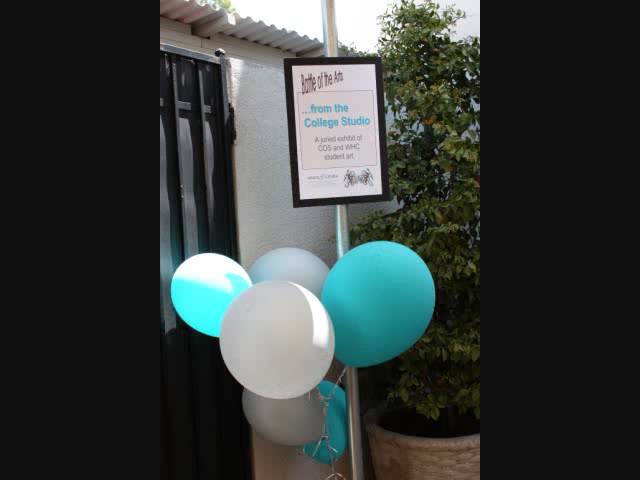 Battle of the Arts
...from the
College Studio
A juried exhibit of
COS and WHC
student art